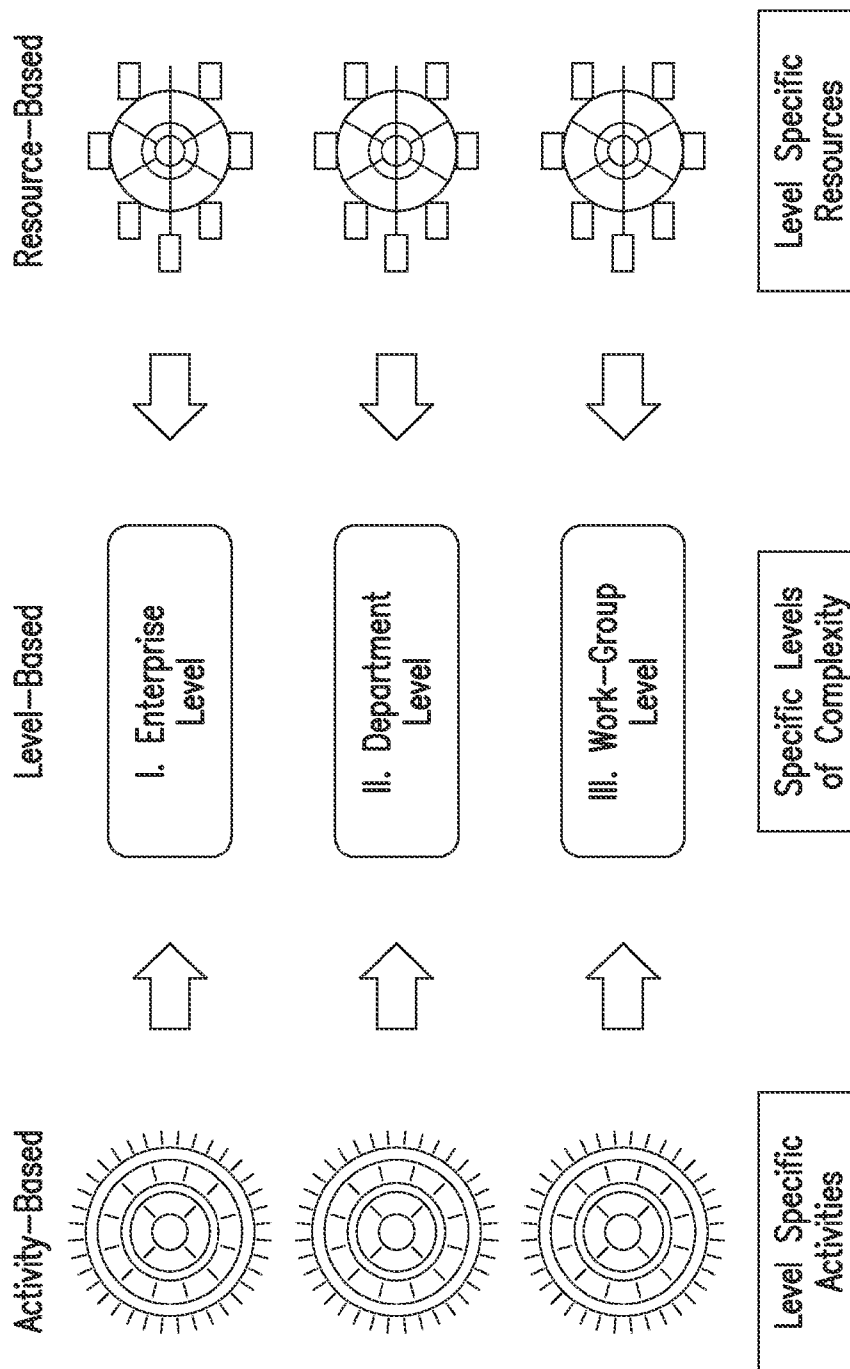 Activity-Based
Level-Based
Resource-Based
I. Enterprise
Level
II. Department
Level
III. Work-Group
Level
Level Specific
Activities
Specific Levels
of Complexity
Level Specific
Resources